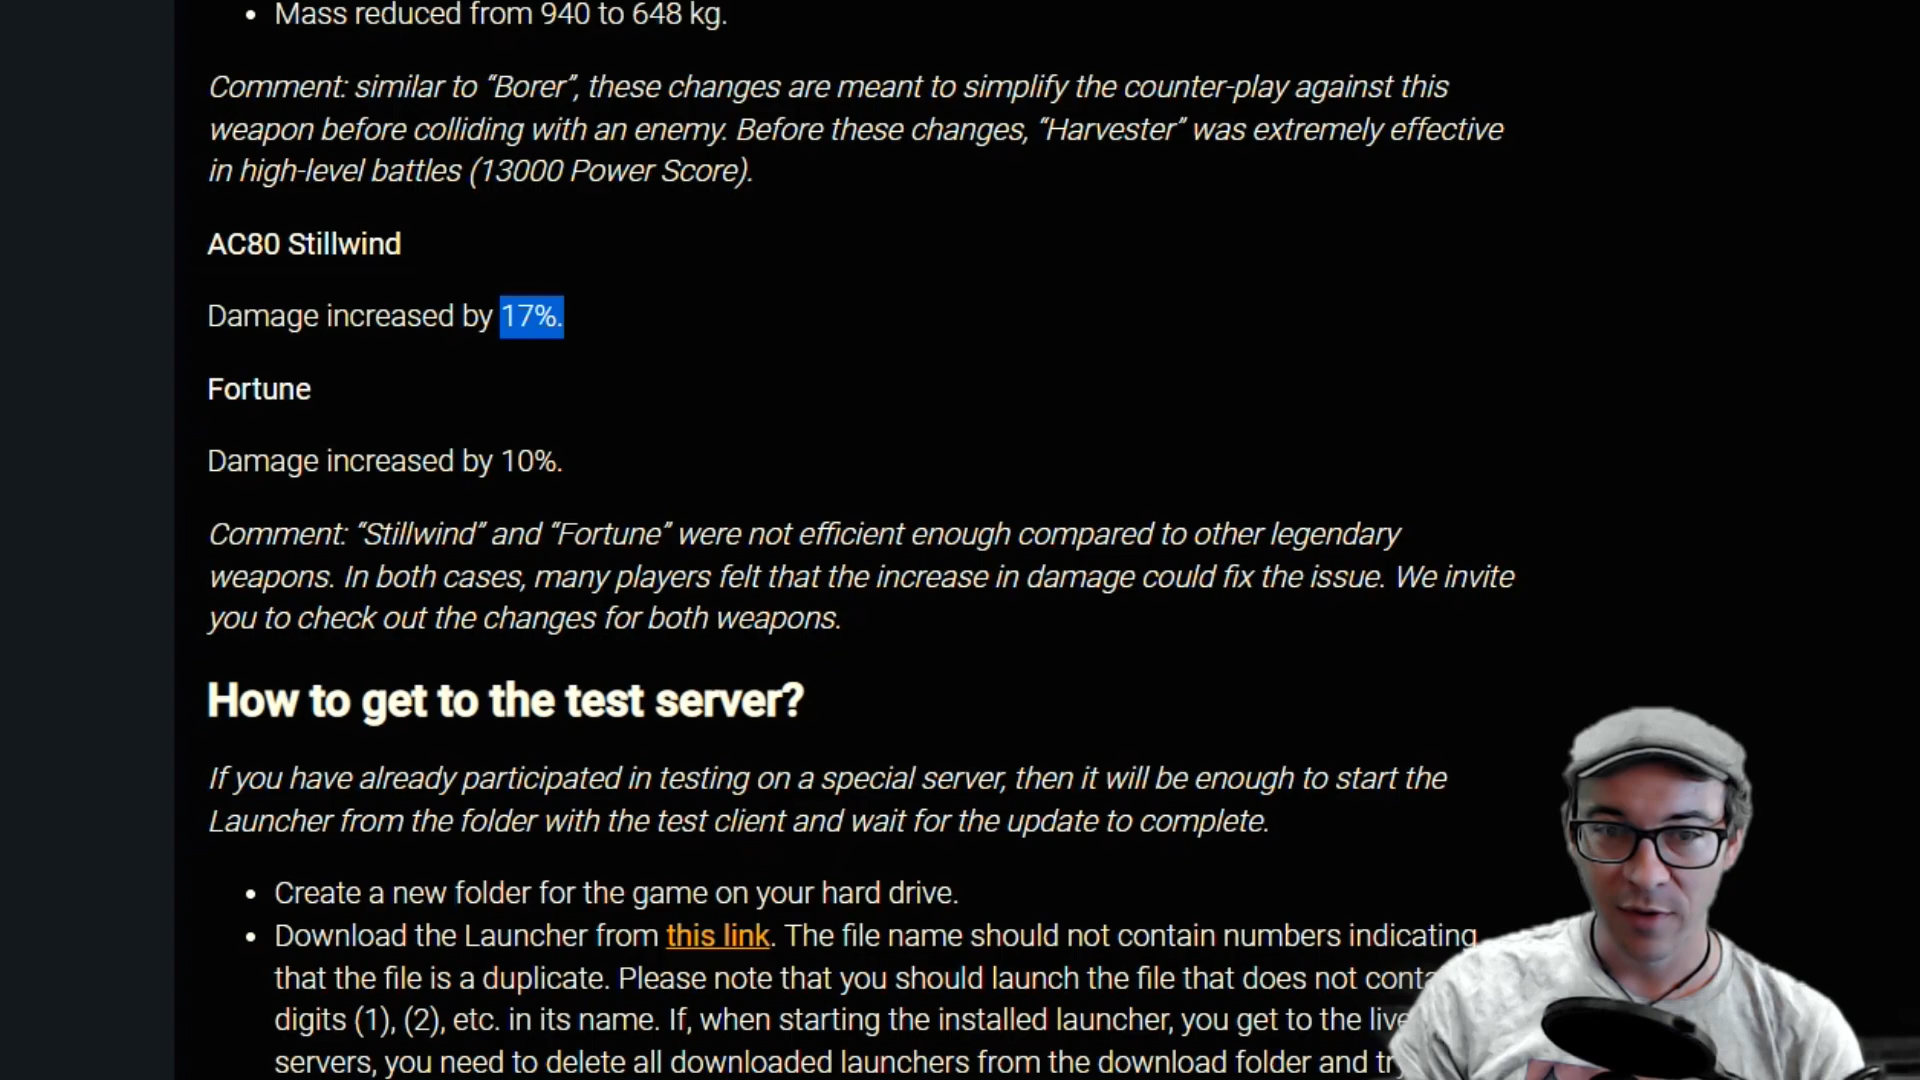 • Mass reduced from 940 to 648 kg.
Comment: similar to “Borer”, these changes are meant to simplify the counter-play against this
weapon before colliding with an enemy. Before these changes, “Harvester” was extremely effective
in high-level battles (13000 Power Score).
AC80 Stillwind
Damage increased by 17%.
Fortune
Damage increased by 10%.
Comment: “Stillwind” and “Fortune” were not efficient enough compared to other legendary
weapons. In both cases, many players felt that the increase in damage could fix the issue. We invite
you to check out the changes for both weapons.
How to get to the test server?
If you have already participated in testing on a special server, then it will be enough to start the
Launcher from the folder with the test client and wait for the update to complete.
• Create a new folder for the game on your hard drive.
• Download the Launcher from this link. The file name should not contain numbers indicating
that the file is a duplicate. Please note that you should launch the file that does not
digits (1), (2), etc. in its name. If, when starting the installed launcher, you get to the live
servers, you need to delete all downloaded launchers from the download folder and